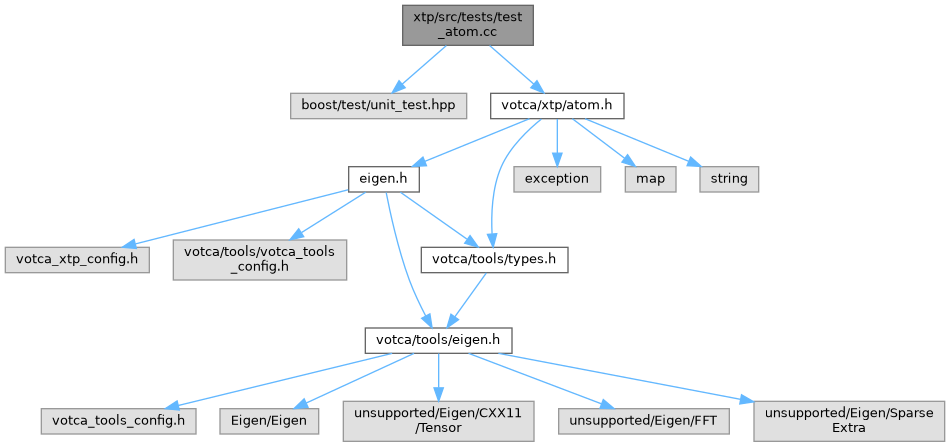 xtp/src/tests/test
_atom.cc
boost/test/unit_test.hpp
votca/xtp/atom.h
eigen.h
exception
map
string
votca_xtp_config.h
votca/tools/votca_tools
_config.h
votca/tools/types.h
votca/tools/eigen.h
votca_tools_config.h
Eigen/Eigen
unsupported/Eigen/CXX11
/Tensor
unsupported/Eigen/FFT
unsupported/Eigen/Sparse
Extra